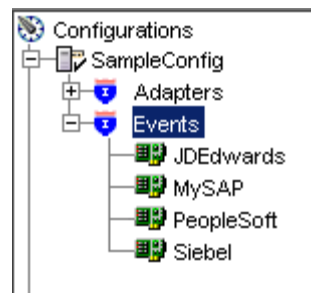 Configurations
SampleConfig
Adapters
Events
JDEdwards
MySAP
PeopleSoft
Siebel